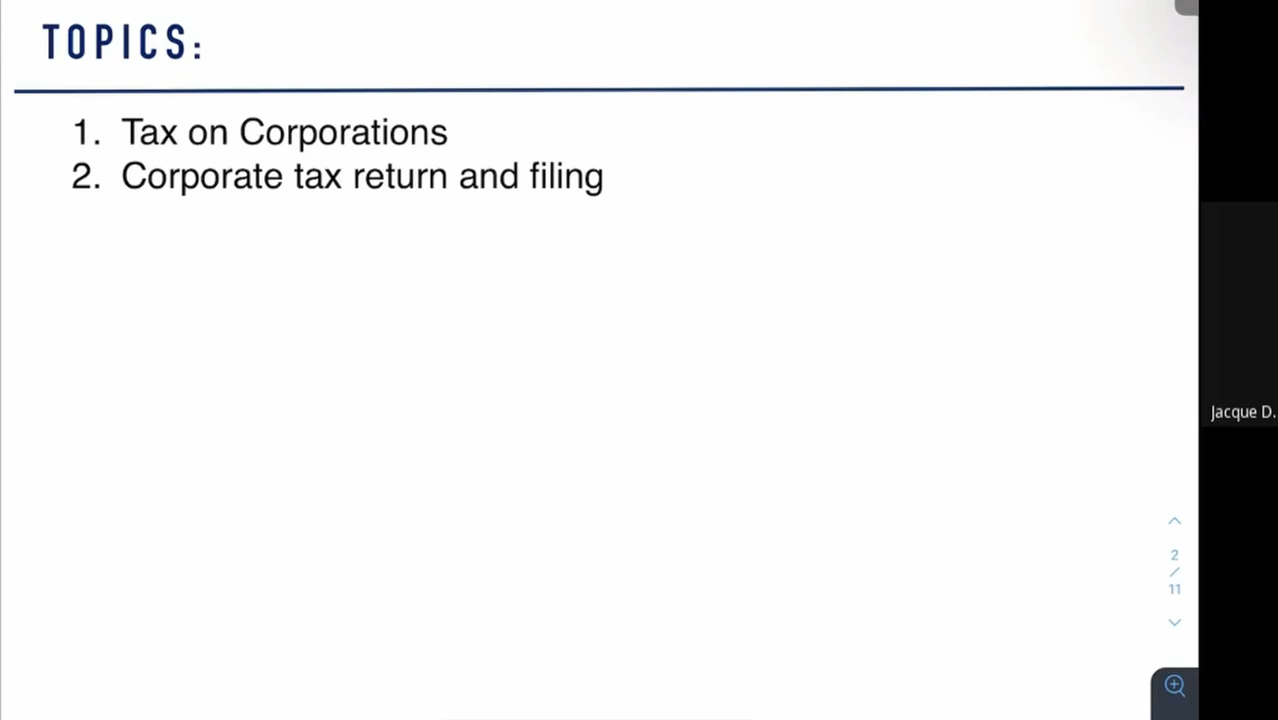 TOPICS:
1. Tax on Corporations
2. Corporate tax return and filing
Jacque D.
2
/
11